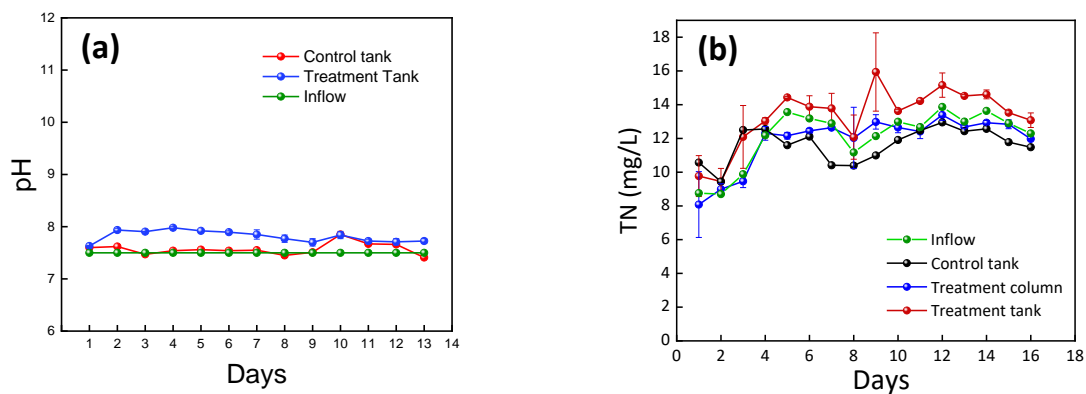 (a)
Control tank
Treatment Tank
Inflow
12
11
10
9
8
7
6
pH
1 2 3 4 5 6 7 8 9 10 11 12 13 14
Days
(b)
18
16
14
12
10
8
6
4
2
0
TN (mg/L)
Inflow
Control tank
Treatment column
Treatment tank
0 2 4 6 8 10 12 14 16 18
Days